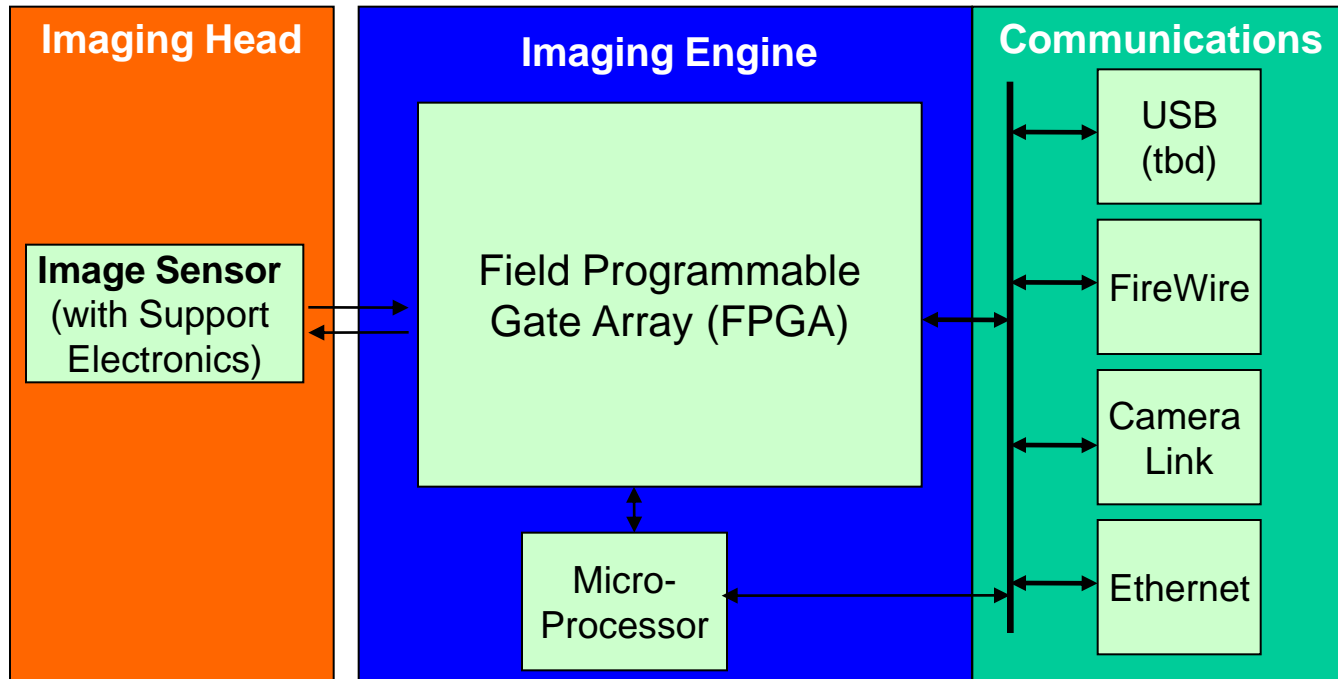 Imaging Head
Image Sensor
(with Support
Electronics)
Imaging Engine
Field Programmable
Gate Array (FPGA)
Micro-
Processor
Communications
USB
(tbd)
FireWire
Camera
Link
Ethernet